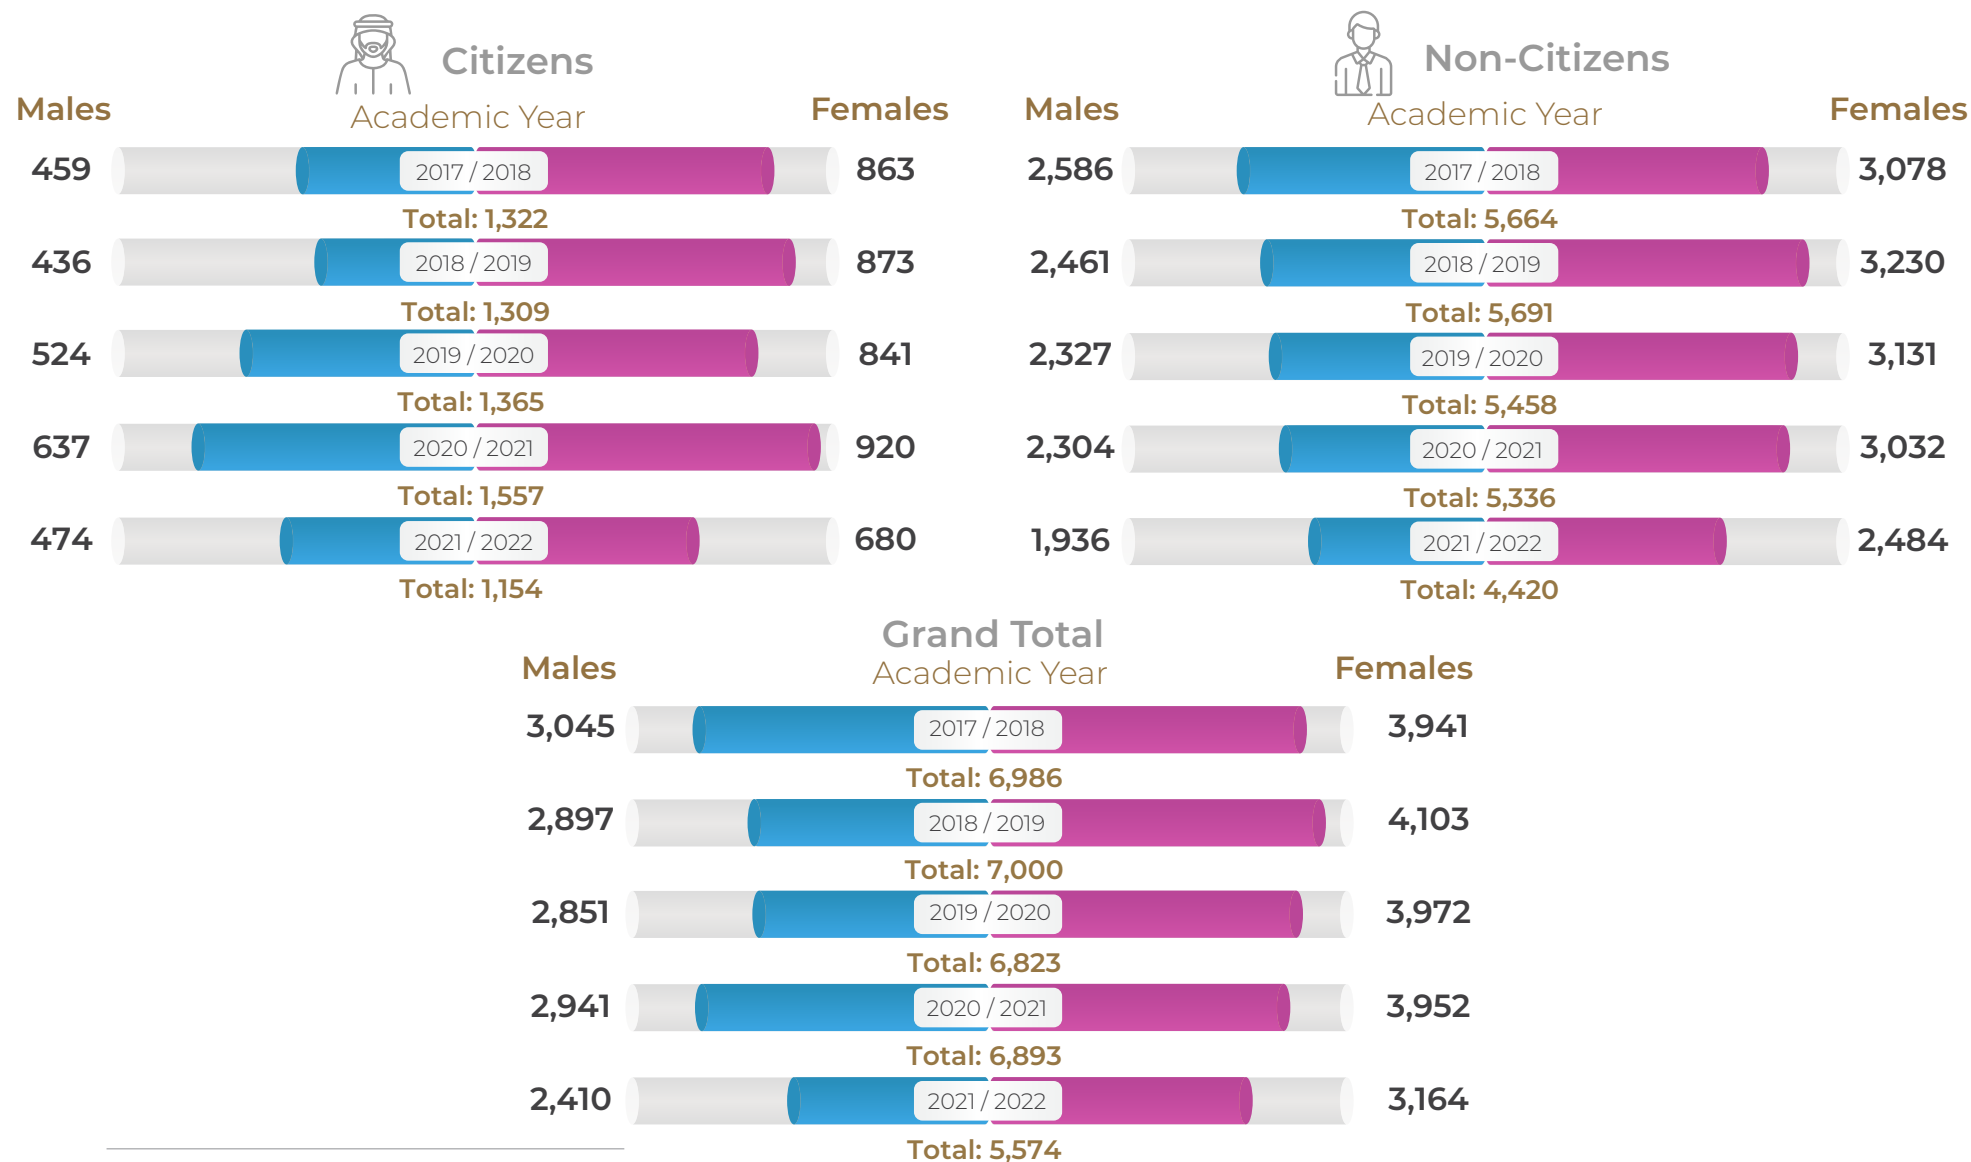 Citizens
Males Academic Year Females
459 2017 / 2018 863
Total: 1,322
436 2018 / 2019 873
Total: 1,309
524 2019 / 2020 841
Total: 1,365
637 2020 / 2021 920
Total: 1,557
474 2021 / 2022 680
Total: 1,154
Non-Citizens
Males Academic Year Females
2,586 2017 / 2018 3,078
Total: 5,664
2,461 2018 / 2019 3,230
Total: 5,691
2,327 2019 / 2020 3,131
Total: 5,458
2,304 2020 / 2021 3,032
Total: 5,336
1,936 2021 / 2022 2,484
Total: 4,420
Grand Total
Males Academic Year Females
3,045 2017 / 2018 3,941
Total: 6,986
2,897 2018 / 2019 4,103
Total: 7,000
2,851 2019 / 2020 3,972
Total: 6,823
2,941 2020 / 2021 3,952
Total: 6,893
2,410 2021 / 2022 3,164
Total: 5,574